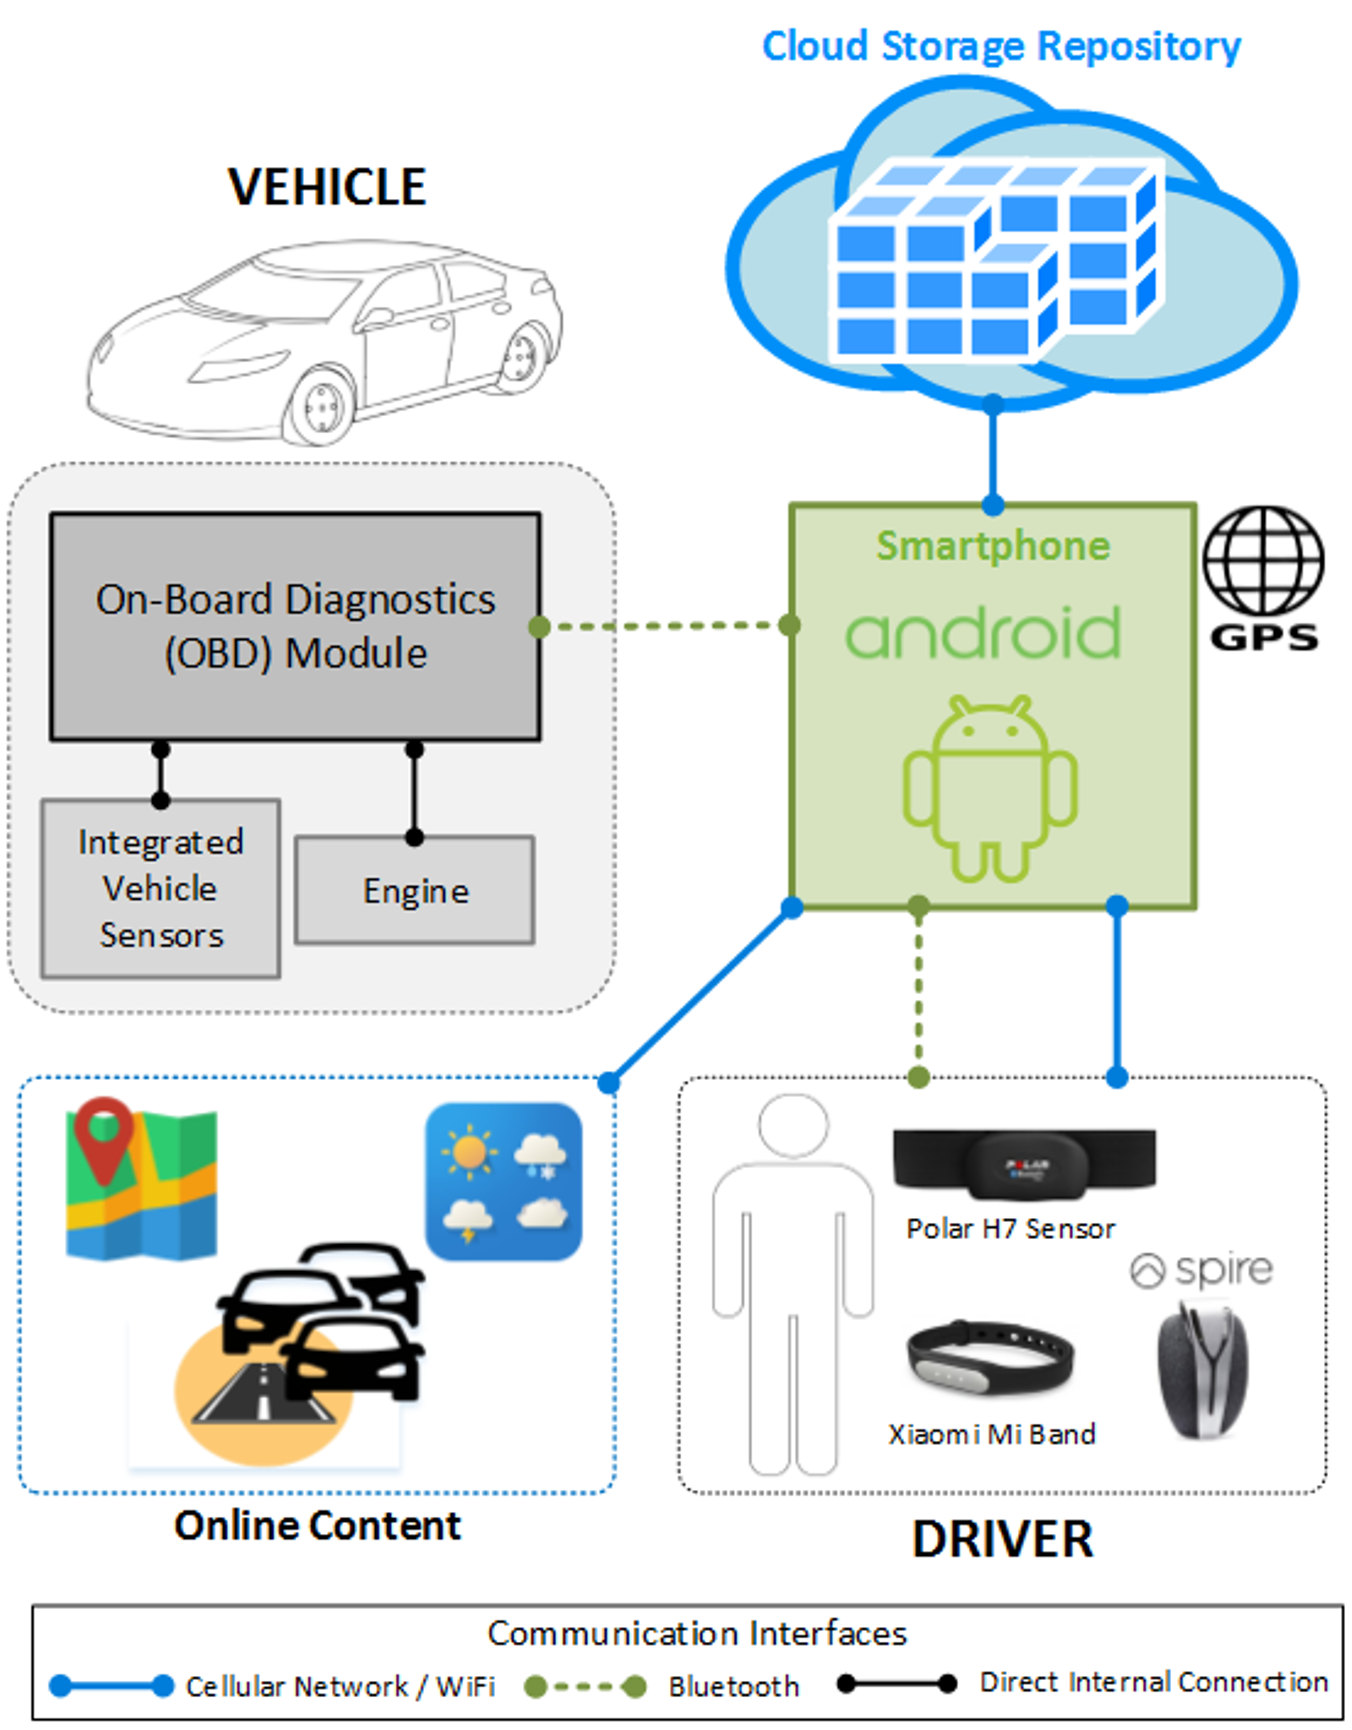 Cloud Storage Repository
VEHICLE
On-Board Diagnostics
(OBD) Module
Integrated
Vehicle
Sensors
Engine
Smartphone
android
GPS
Online Content
POLAR
Polar H7 Sensor
spire
Xiaomi Mi Band
DRIVER
Communication Interfaces
Cellular Network / WiFi
Bluetooth
Direct Internal Connection